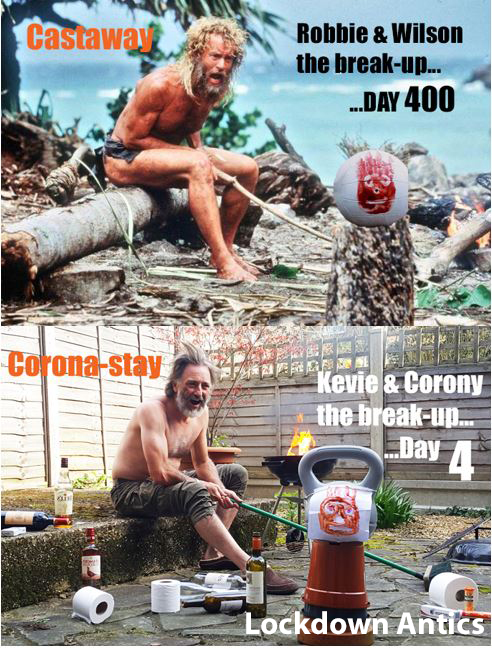 Castaway
Robbie & Wilson
the break-up...
...DAY 400
Corona-stay
Kevie & Corony
the break-up...
...Day 4
Lockdown Antics